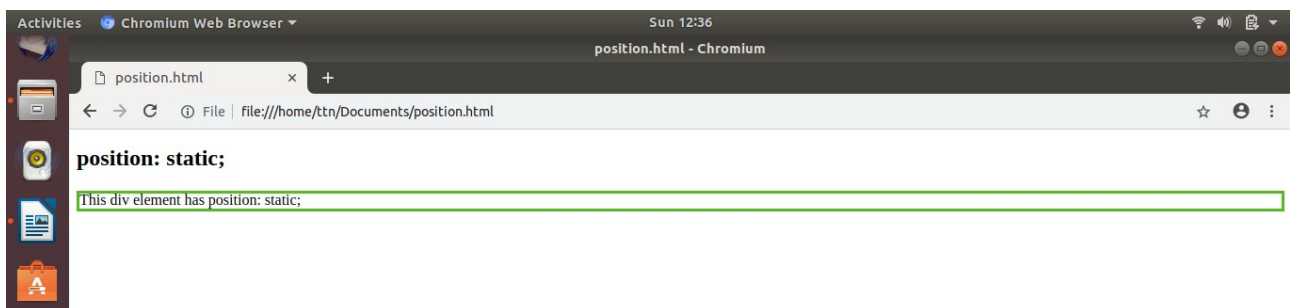 Activities Chromium Web Browser Sun 12:36
position.html - Chromium
position.html
File file:///home/ttn/Documents/position.html
position: static;
This div element has position: static;